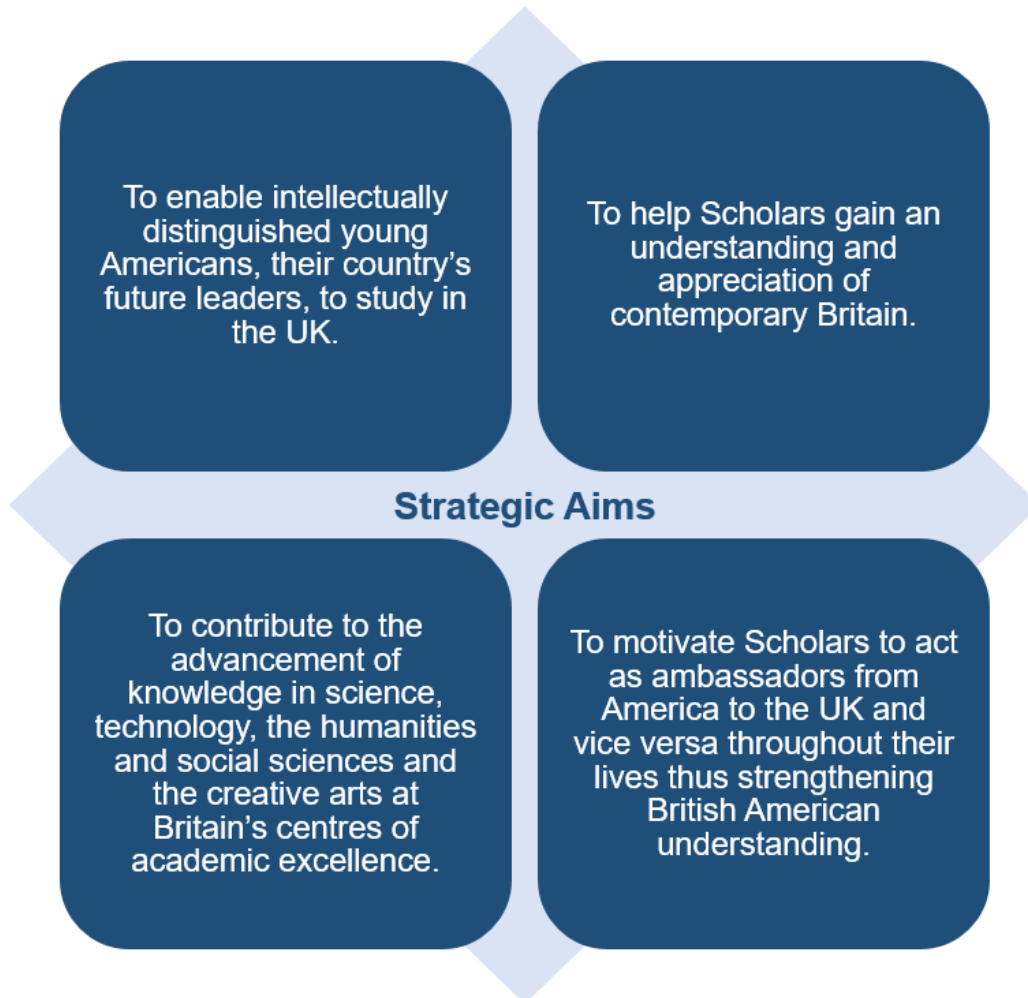 To enable intellectually
distinguished young
Americans, their country’s
future leaders, to study in
the UK.
To help Scholars gain an
understanding and
appreciation of
contemporary Britain.
Strategic Aims
To contribute to the
advancement of
knowledge in science,
technology, the humanities
and social sciences and
the creative arts at
Britain’s centres of
academic excellence.
To motivate Scholars to act
as ambassadors from
America to the UK and
vice versa throughout their
lives thus strengthening
British American
understanding.